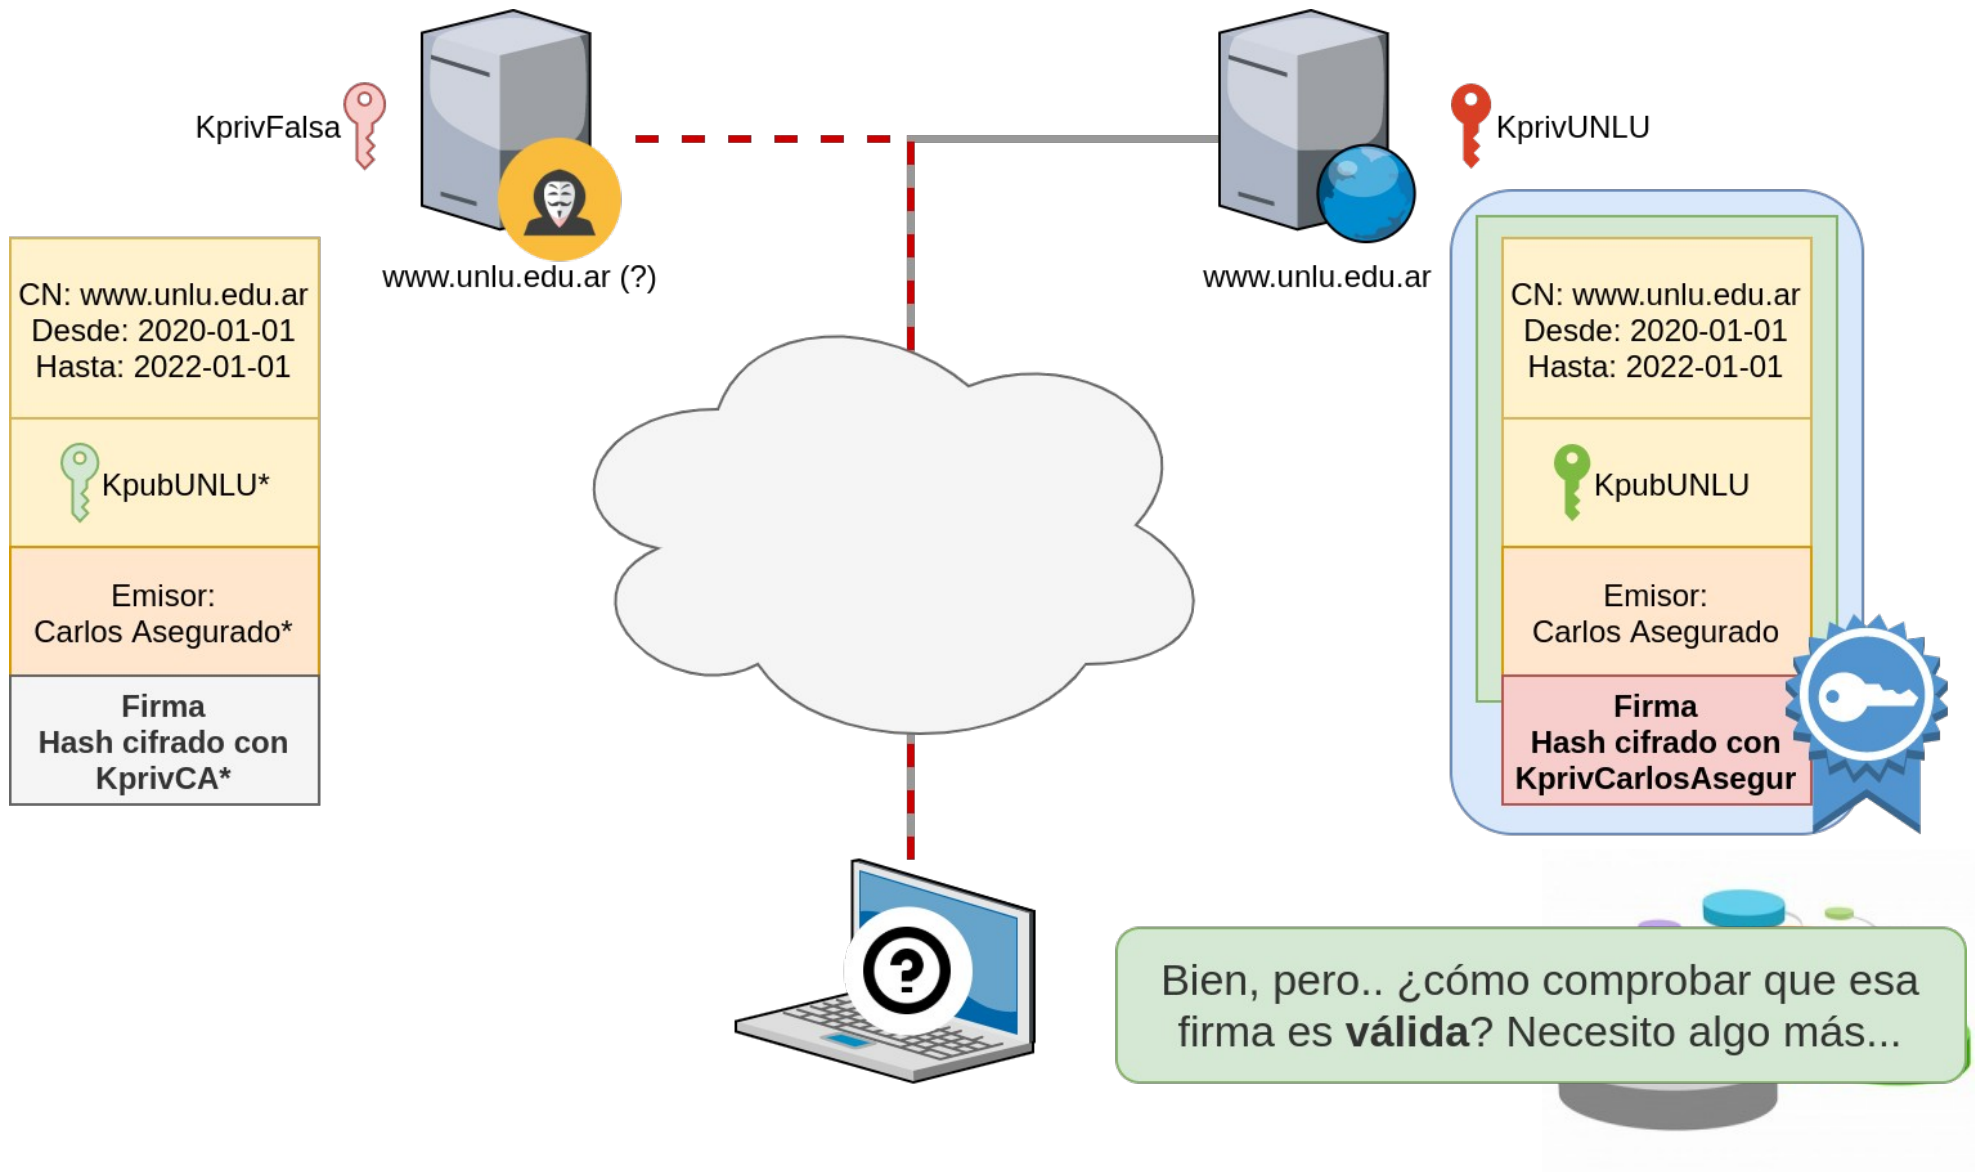 KprivFalsa
www.unlu.edu.ar (?)
KprivUNLU
www.unlu.edu.ar
CN: www.unlu.edu.ar
Desde: 2020-01-01
Hasta: 2022-01-01
KpubUNLU*
Emisor:
Carlos Asegurado*
Firma
Hash cifrado con
KprivCA*
CN: www.unlu.edu.ar
Desde: 2020-01-01
Hasta: 2022-01-01
KpubUNLU
Emisor:
Carlos Asegurado
Firma
Hash cifrado con
KprivCarlosAsegur
?
Bien, pero.. ¿cómo comprobar que esa
firma es válida? Necesito algo más...